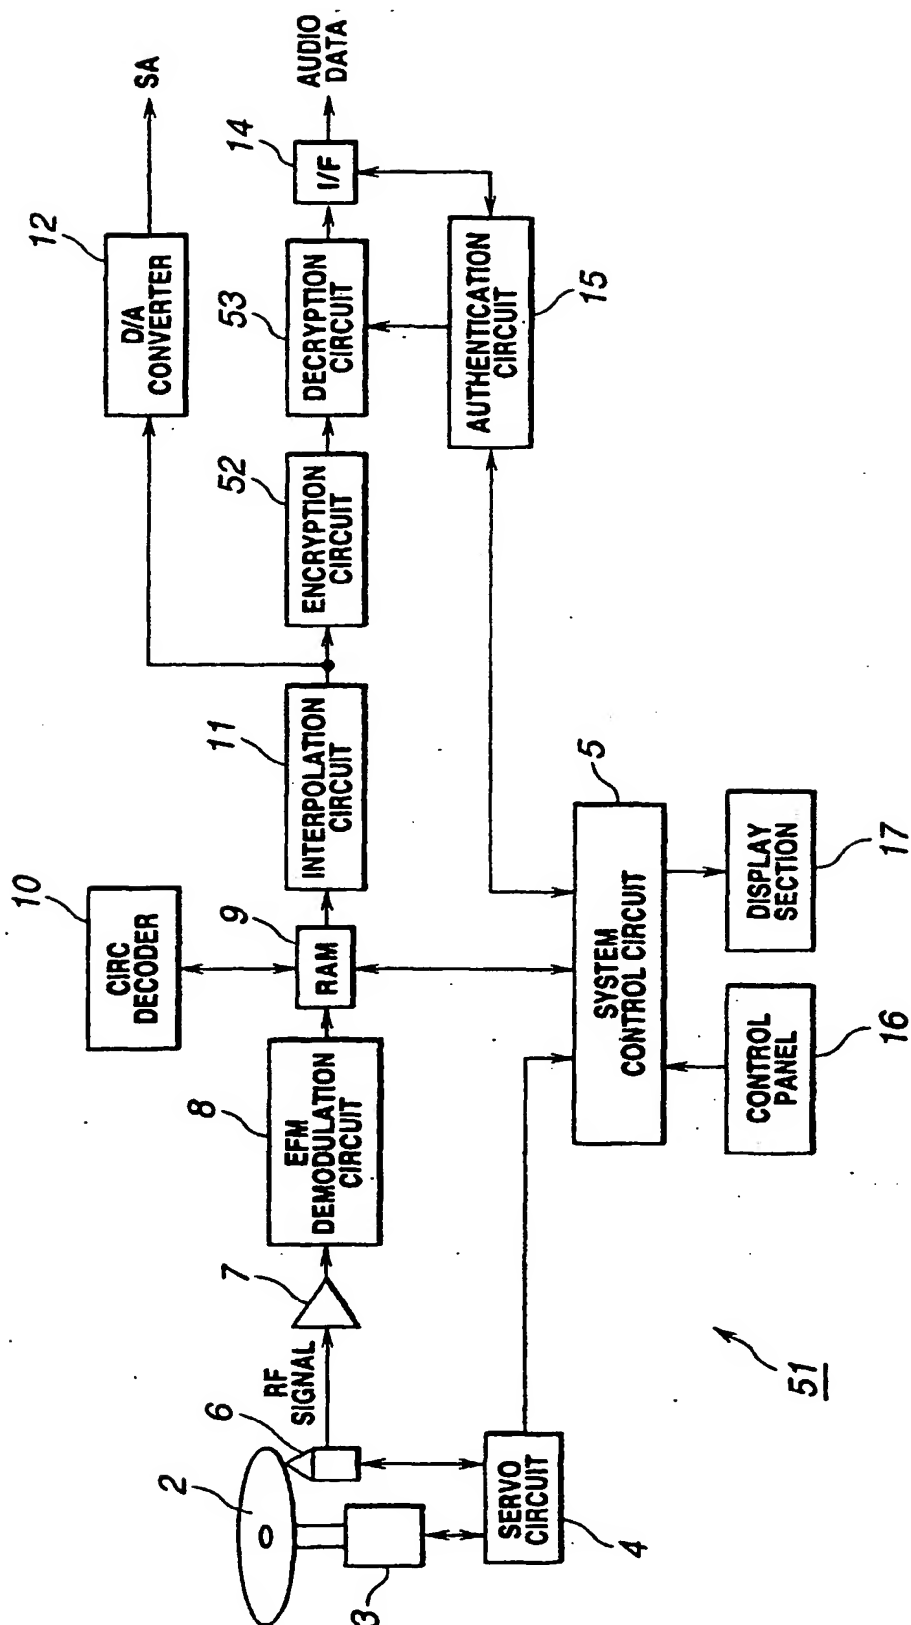 2
3
SERVO
CIRCUIT
4
6
RF
SIGNAL
7
EFM
DEMODULATION
CIRCUIT
8
RAM
9
CIRC
DECODER
10
INTERPOLATION
CIRCUIT
11
D/A
CONVERTER
12
SA
ENCRYPTION
CIRCUIT
52
DECRYPTION
CIRCUIT
53
I/F
14
AUDIO
DATA
AUTHENTICATION
CIRCUIT
15
SYSTEM
CONTROL CIRCUIT
5
CONTROL
PANEL
16
DISPLAY
SECTION
17
51